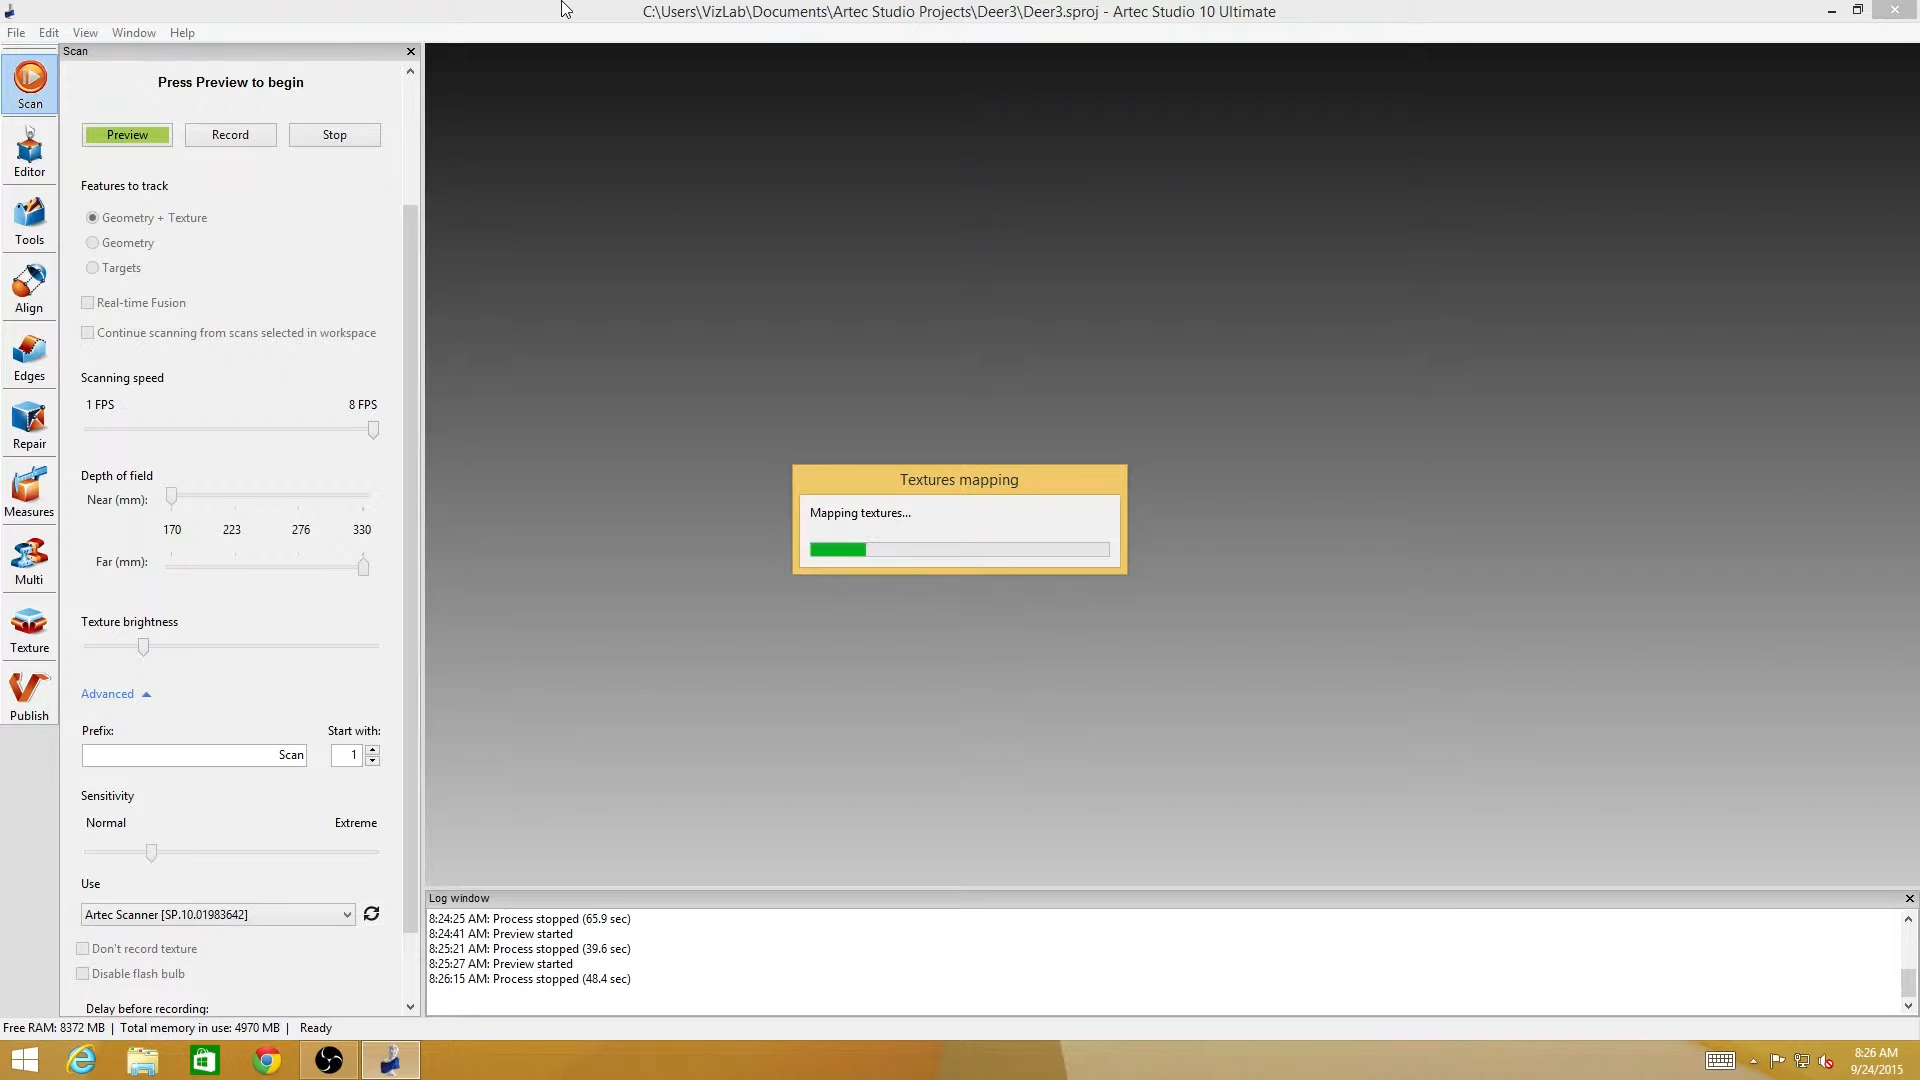 C:\Users\VizLab\Documents\Artec Studio Projects\Deer3\Deer3.sproj - Artec Studio 10 Ultimate
File Edit View Window Help
Scan
Press Preview to begin
Preview Record Stop
Features to track
Geometry + Texture
Geometry
Targets
Real-time Fusion
Continue scanning from scans selected in workspace
Scanning speed
1 FPS 8 FPS
Depth of field
Near (mm):
170 223 276 330
Far (mm):
Texture brightness
Advanced
Prefix: Start with:
Scan 1
Sensitivity
Normal Extreme
Use
Artec Scanner [SP.10.01983642]
Don't record texture
Disable flash bulb
Delay before recording:
Scan
Editor
Tools
Align
Edges
Repair
Measures
Multi
Texture
Publish
Textures mapping
Mapping textures...
Log window
8:24:25 AM: Process stopped (65.9 sec)
8:24:41 AM: Preview started
8:25:21 AM: Process stopped (39.6 sec)
8:25:27 AM: Preview started
8:26:15 AM: Process stopped (48.4 sec)
Free RAM: 8372 MB | Total memory in use: 4970 MB | Ready
8:26 AM
9/24/2015